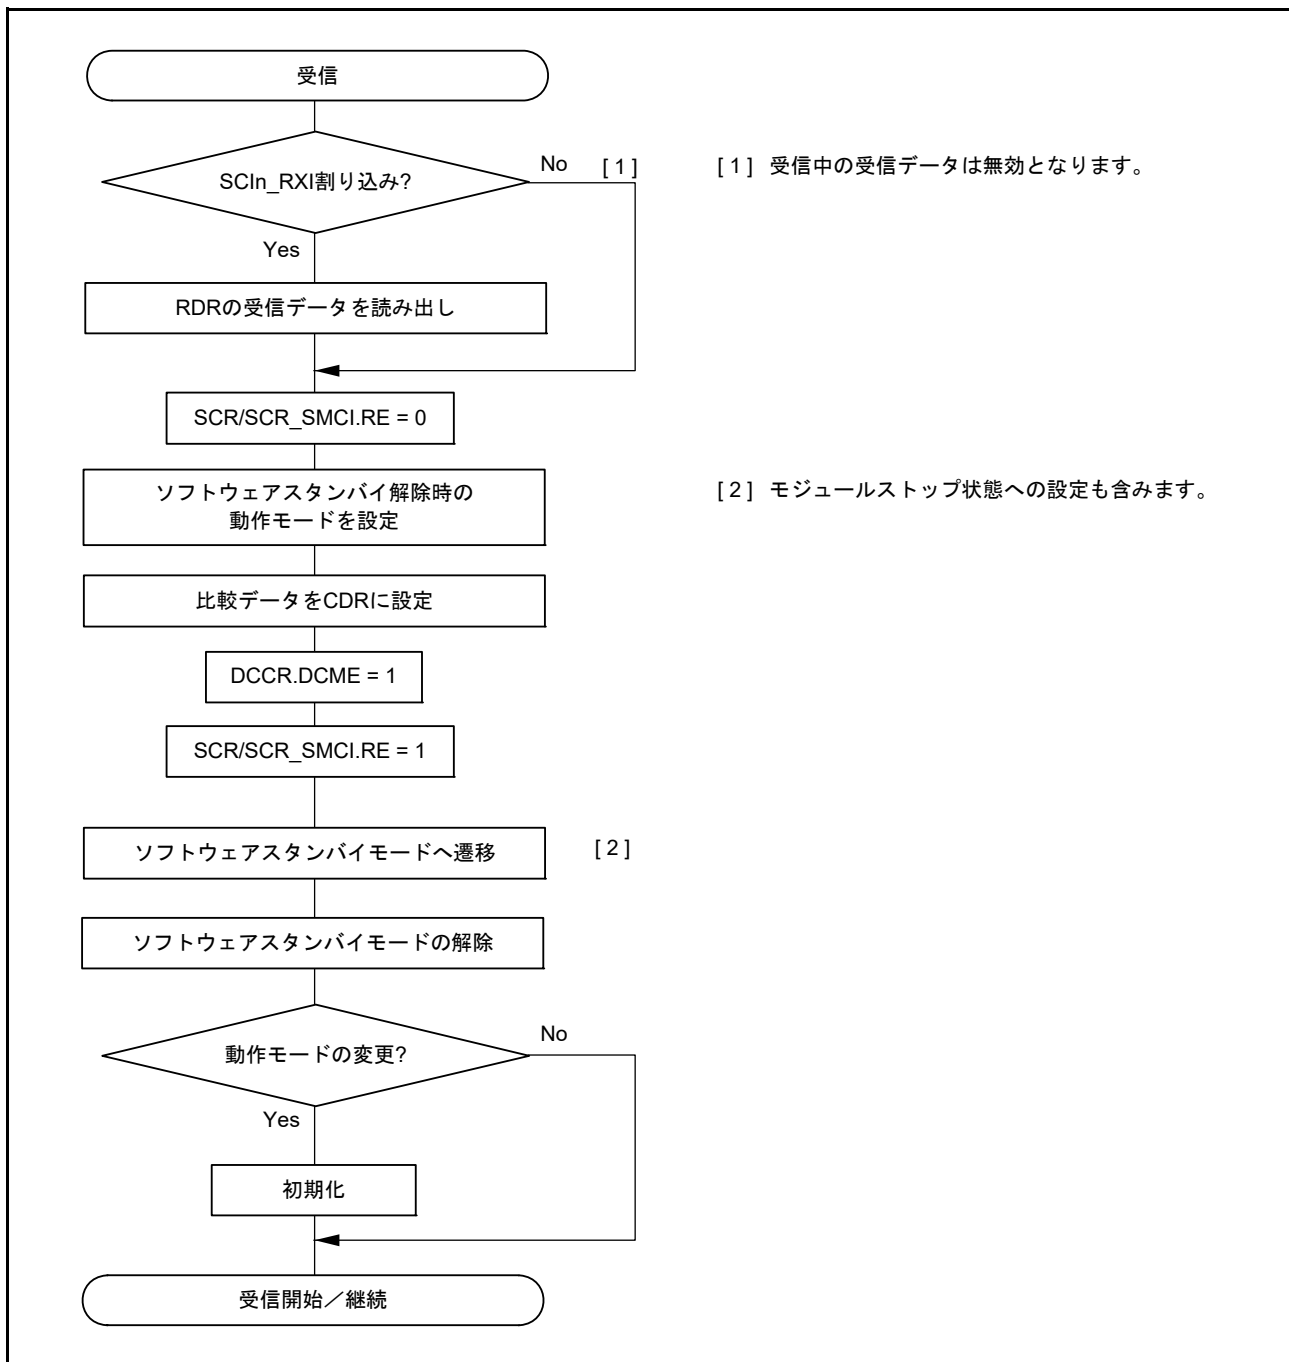 受信
SCIn_RXI割り込み?
No
[ 1 ]
[ 1 ] 受信中の受信データは無効となります。
Yes
RDRの受信データを読み出し
SCR/SCR_SMCI.RE = 0
ソフトウェアスタンバイ解除時の
動作モードを設定
[ 2 ] モジュールストップ状態への設定も含みます。
比較データをCDRに設定
DCCR.DCME = 1
SCR/SCR_SMCI.RE = 1
ソフトウェアスタンバイモードへ遷移
[ 2 ]
ソフトウェアスタンバイモードの解除
動作モードの変更?
No
Yes
初期化
受信開始／継続